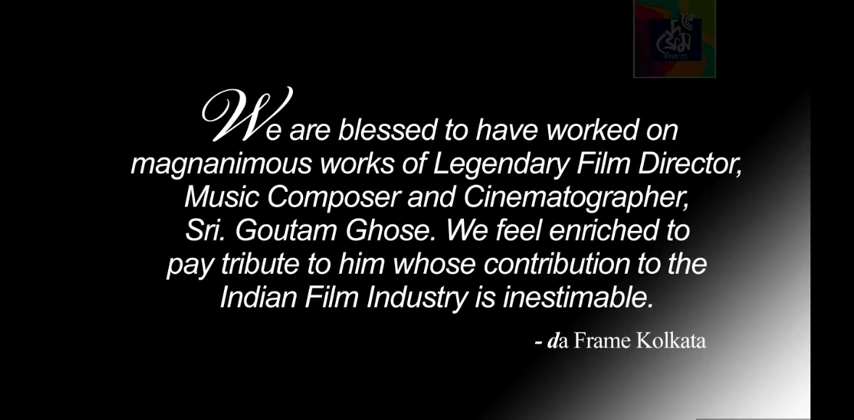 দ্য
ফ্রেম
We are blessed to have worked on
magnanimous works of Legendary Film Director,
Music Composer and Cinematographer,
Sri. Goutam Ghose. We feel enriched to
pay tribute to him whose contribution to the
Indian Film Industry is inestimable.
- da Frame Kolkata